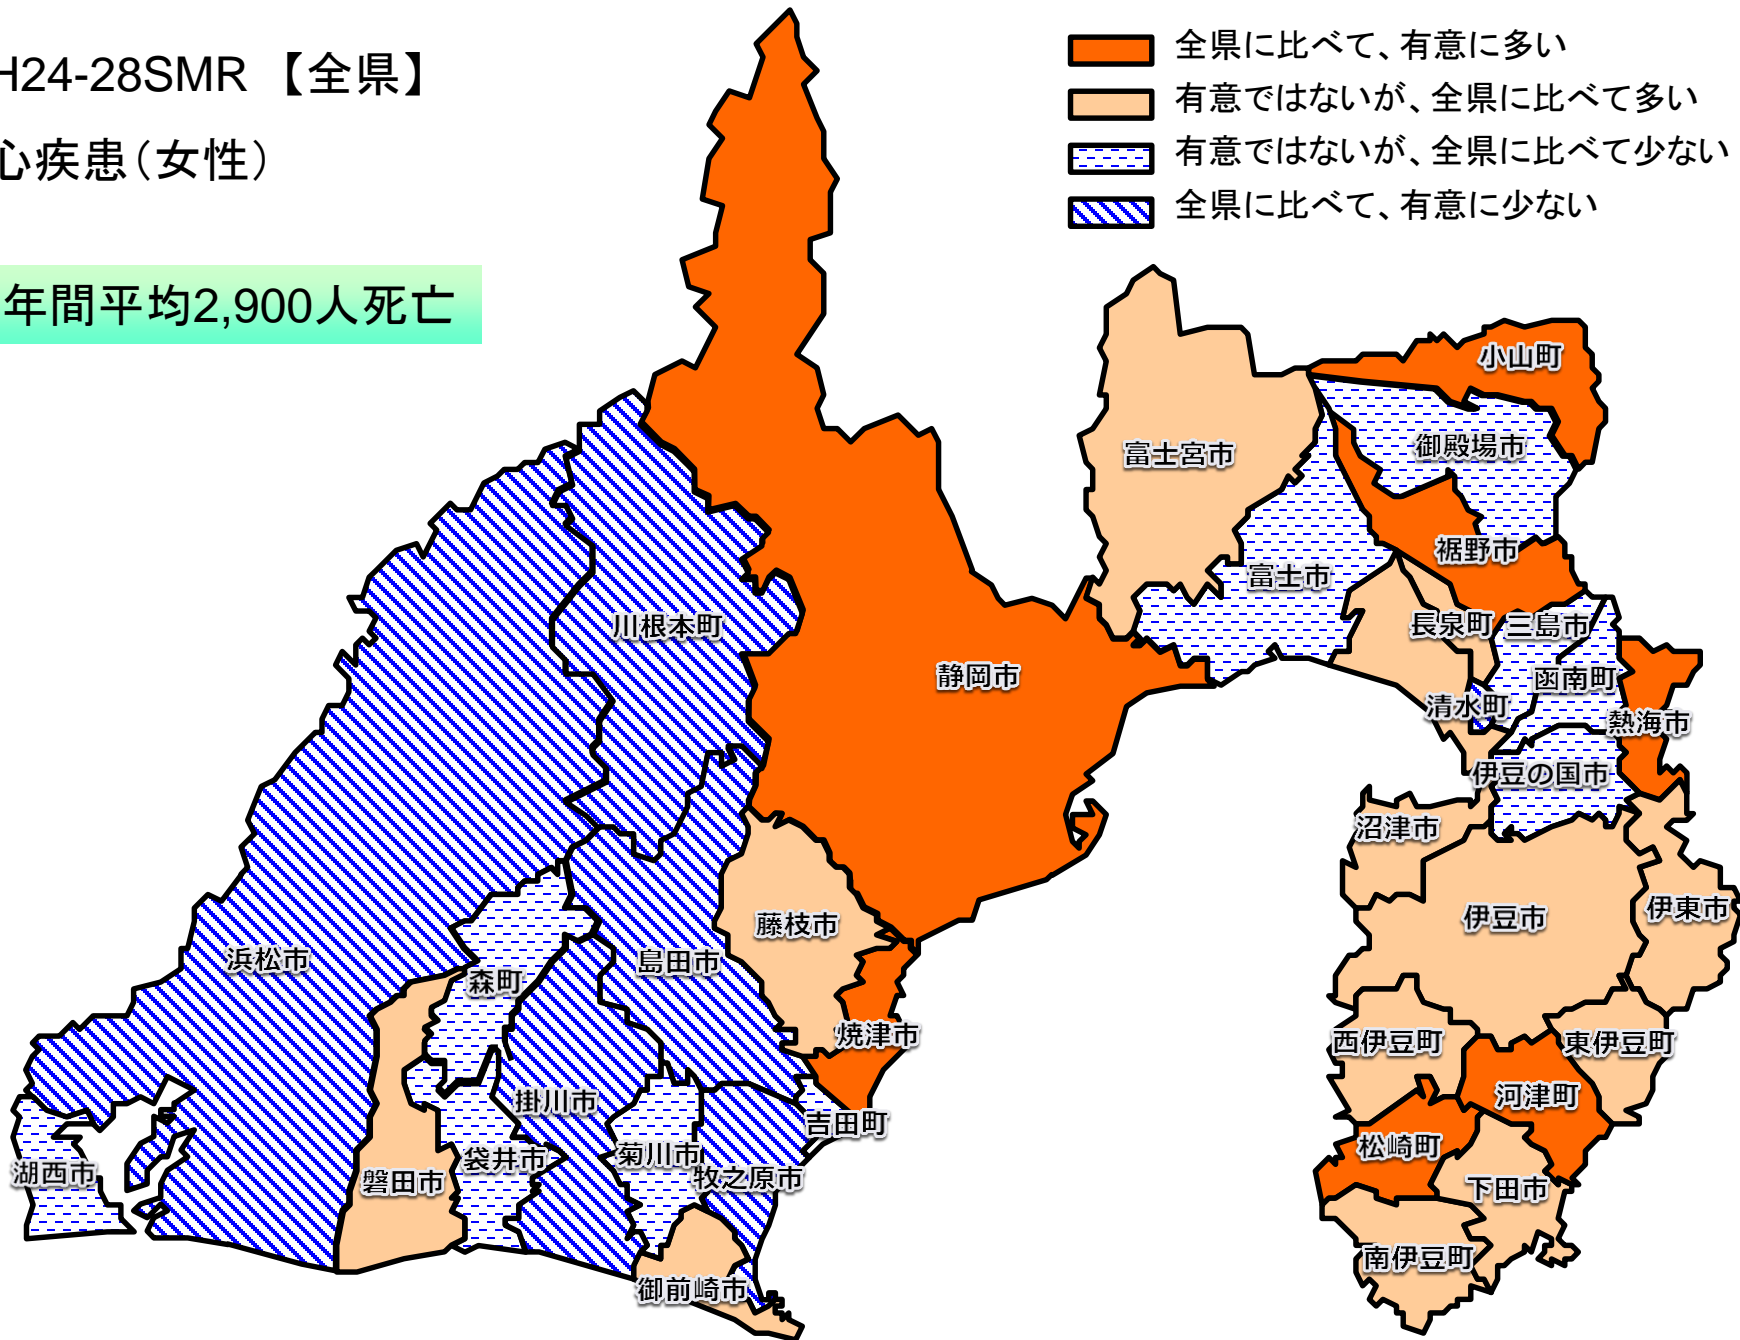 H24-28SMR 【全県】
心疾患（女性）
年間平均2,900人死亡
全県に比べて、有意に多い
有意ではないが、全県に比べて多い
有意ではないが、全県に比べて少ない
全県に比べて、有意に少ない
小山町
御殿場市
富士宮市
裾野市
富士市
川根本町
長泉町
三島市
静岡市
函南町
清水町
熱海市
伊豆の国市
沼津市
伊東市
伊豆市
藤枝市
浜松市
島田市
森町
焼津市
西伊豆町
東伊豆町
河津町
掛川市
吉田町
松崎町
菊川市
袋井市
湖西市
牧之原市
磐田市
下田市
南伊豆町
御前崎市